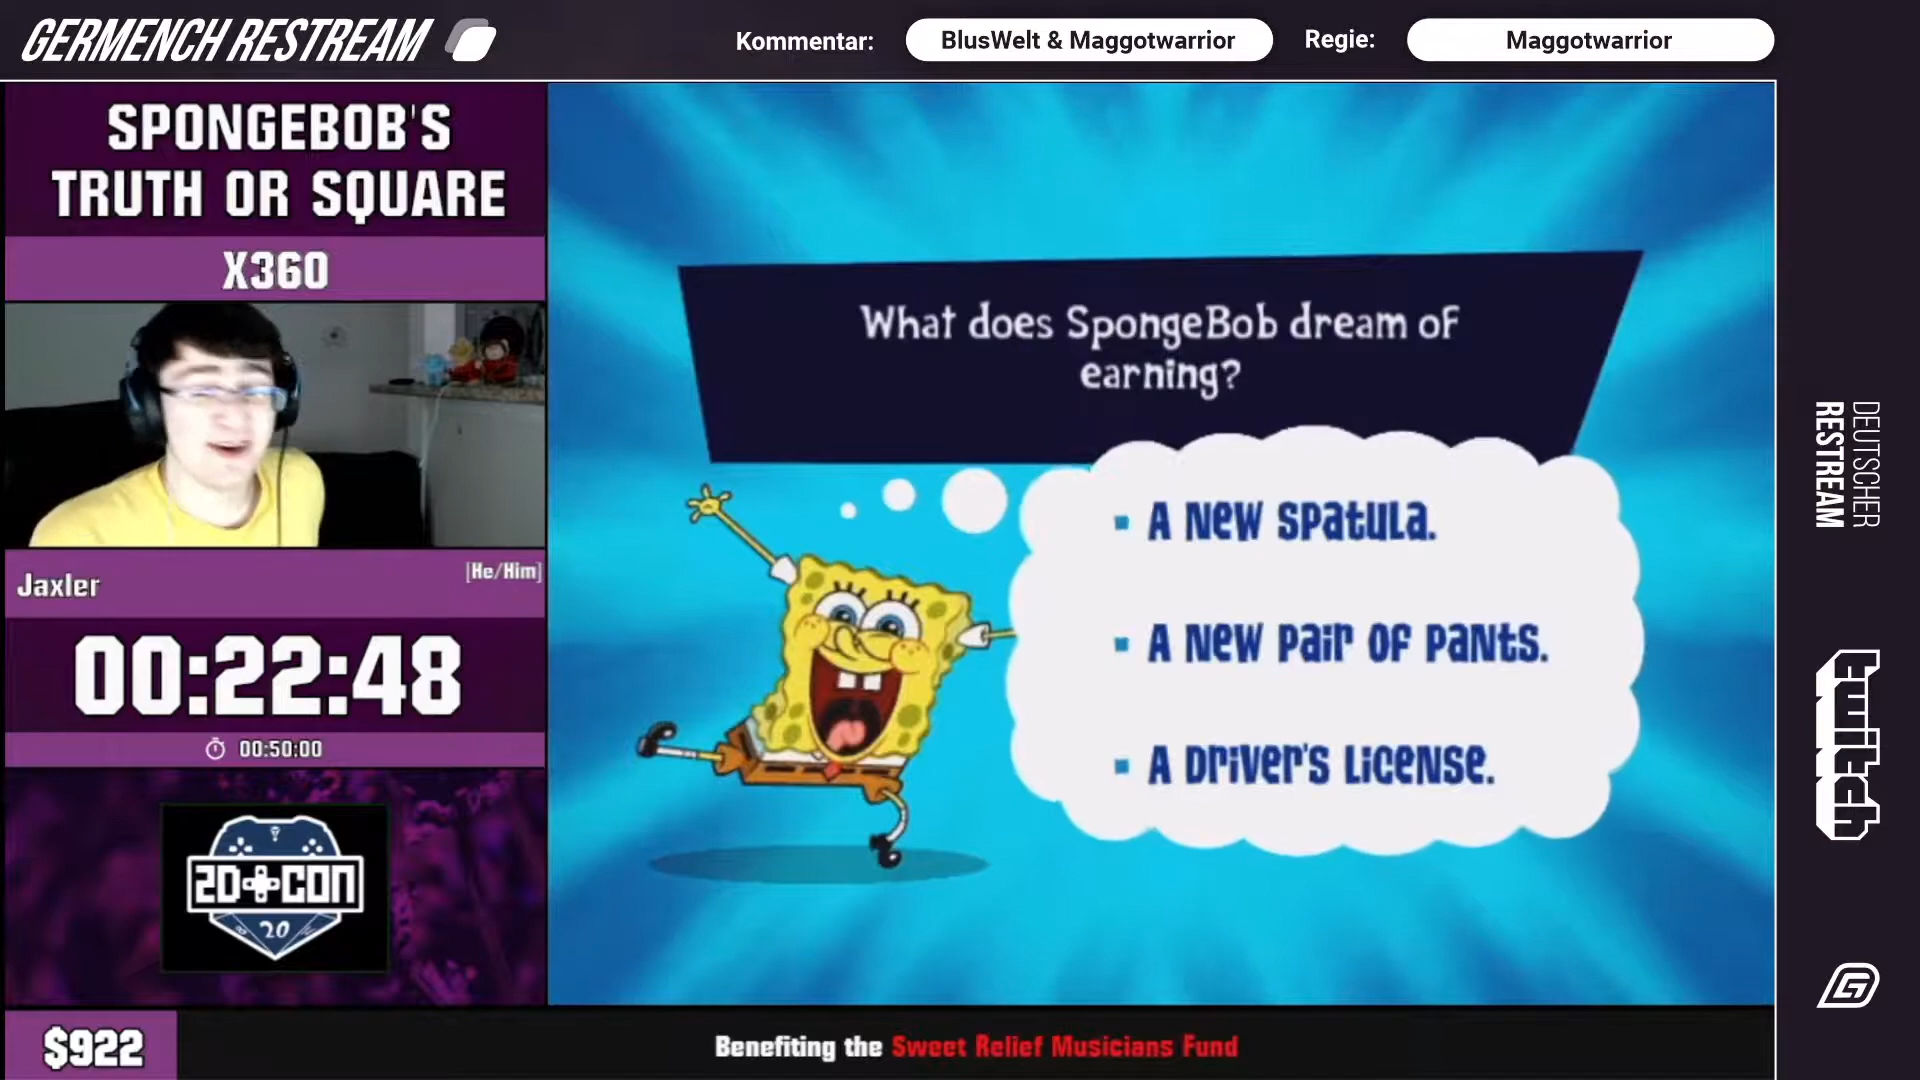 GERMENCH RESTREAM
Kommentar:
BlusWelt & Maggotwarrior
Regie:
Maggotwarrior
SPONGEBOB'S
TRUTH OR SQUARE
X360
Jaxler
[He/Him]
00:22:48
00:50:00
2D+CON
20
$922
What does SpongeBob dream of
earning?
A new spatula.
A new pair of pants.
A driver's license.
Benefiting the Sweet Relief Musicians Fund
DEUTSCHER
RESTREAM
twitch
G